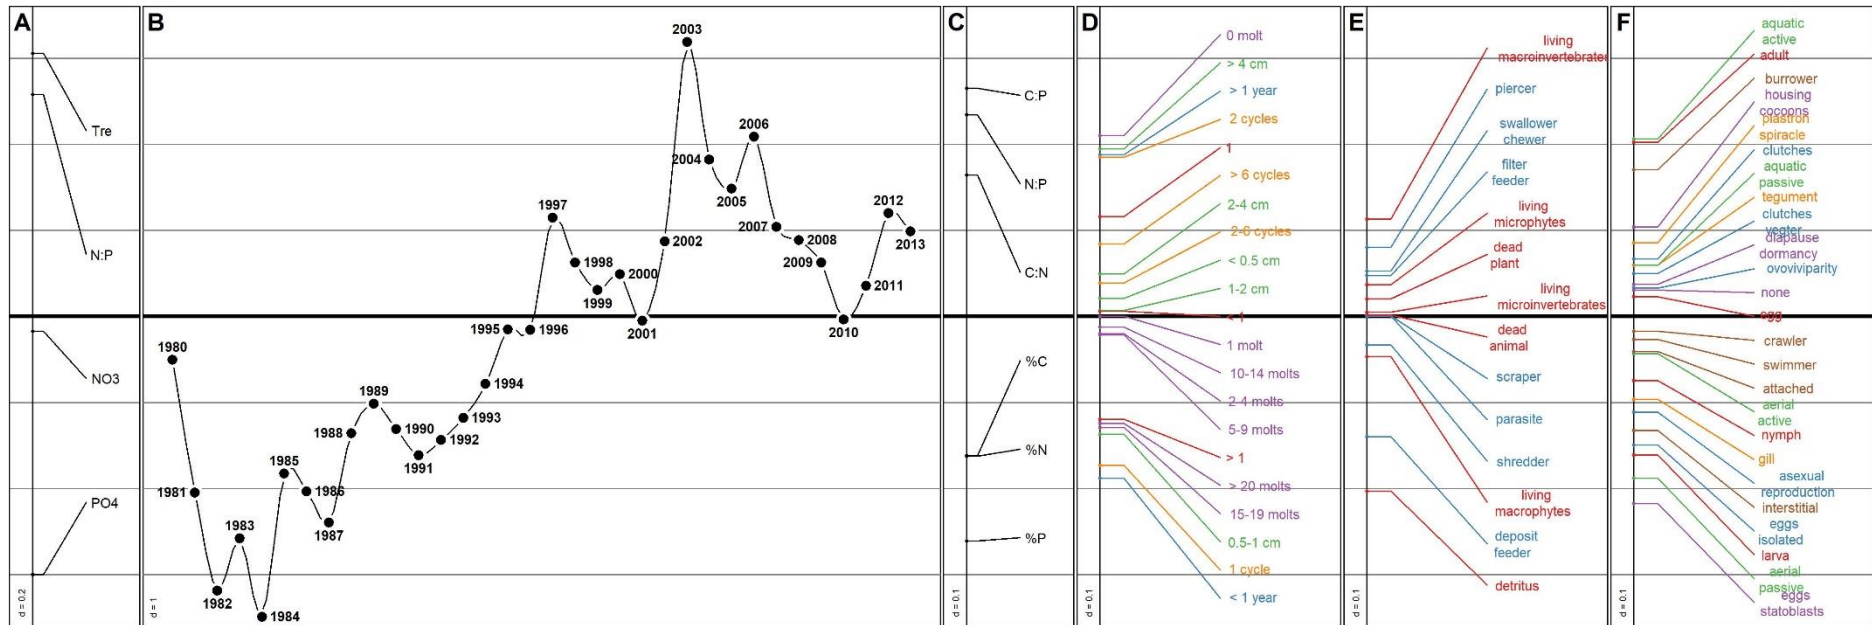 A
Tre
N:P
NO3
PO4
d = 0.2
B
1980
1981
1982
1983
1984
1985
1986
1987
1988
1989
1990
1991
1992
1993
1994
1995
1996
1997
1998
1999
2000
2001
2002
2003
2004
2005
2006
2007
2008
2009
2010
2011
2012
2013
d = 1
C
C:P
N:P
C:N
%C
%N
%P
d = 0.1
D
0 molt
> 4 cm
> 1 year
2 cycles
1
> 6 cycles
2-4 cm
2-6 cycles
< 0.5 cm
1-2 cm
< 1
1 molt
10-14 molts
2-4 molts
5-9 molts
> 1
> 20 molts
15-19 molts
0.5-1 cm
1 cycle
< 1 year
d = 0.1
E
living
macroinvertebrates
piercer
swallower
chewer
filter
feeder
living
microphytes
dead
plant
living
microinvertebrates
dead
animal
scraper
parasite
shredder
living
macrophytes
deposit
feeder
detritus
d = 0.1
F
aquatic
active
adult
burrower
housing
cocoons
plastron
spiracle
clutches
aquatic
passive
tegument
clutches
diapause
dormancy
ovoviviparity
none
egg
crawler
swimmer
attached
aerial
active
nymph
gill
asexual
reproduction
interstitial
eggs
isolated
larva
aerial
passive
eggs
statoblasts
d = 0.1